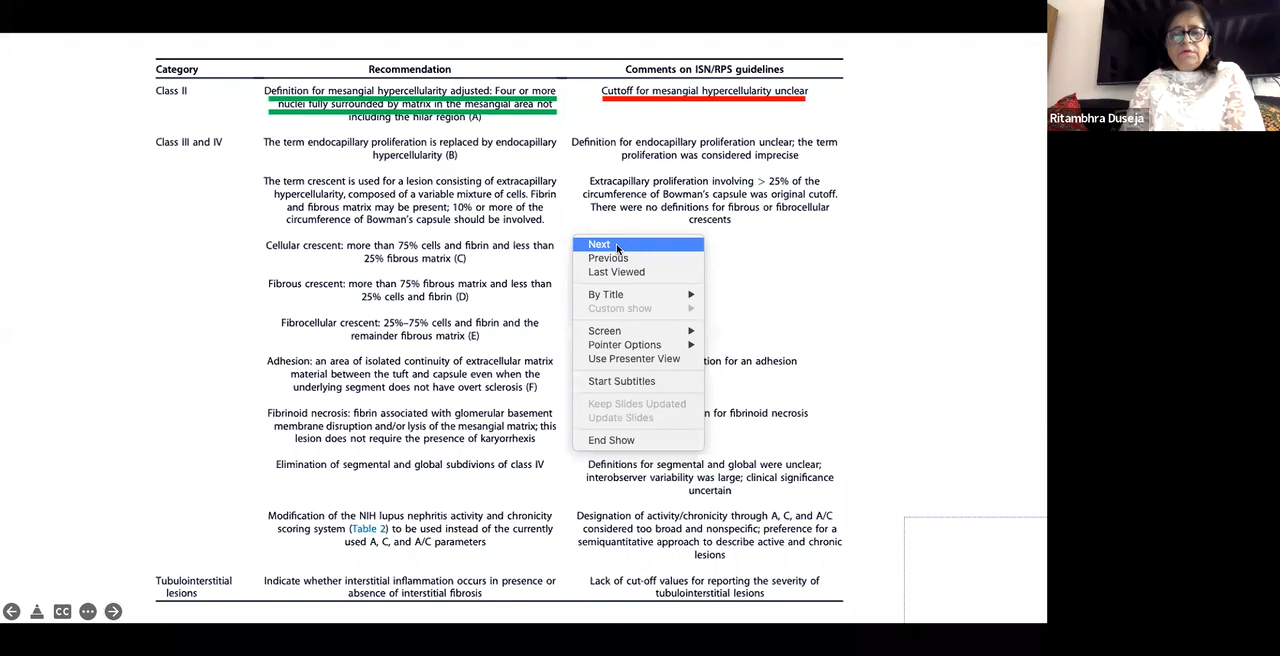 Category Recommendation Comments on ISN/RPS guidelines
Class II
Definition for mesangial hypercellularity adjusted: Four or more
nuclei fully surrounded by matrix in the mesangial area not
including the hilar region (A)
Cuttoff for mesangial hypercellularity unclear
Class III and IV
The term endocapillary proliferation is replaced by endocapillary
hypercellularity (B)
Definition for endocapillary proliferation unclear; the term
proliferation was considered imprecise
The term crescent is used for a lesion consisting of extracapillary
hypercellularity, composed of a variable mixture of cells. Fibrin
and fibrous matrix may be present; 10% or more of the
circumference of Bowman's capsule should be involved.
Extracapillary proliferation involving > 25% of the
circumference of Bowman's capsule was original cutoff.
There were no definitions for fibrous or fibrocellular
crescents
Cellular crescent: more than 75% cells and fibrin and less than
25% fibrous matrix (C)
Fibrous crescent: more than 75% fibrous matrix and less than
25% cells and fibrin (D)
Fibrocellular crescent: 25%–75% cells and fibrin and the
remainder fibrous matrix (E)
Adhesion: an area of isolated continuity of extracellular matrix
material between the tuft and capsule even when the
underlying segment does not have overt sclerosis (F)
tion for an adhesion
Fibrinoid necrosis: fibrin associated with glomerular basement
membrane disruption and/or lysis of the mesangial matrix; this
lesion does not require the presence of karyorrhexis
n for fibrinoid necrosis
Elimination of segmental and global subdivions of class IV
Definitions for segmental and global were unclear;
interobserver variability was large; clinical significance
uncertain
Modification of the NIH lupus nephritis activity and chronicity
scoring system (Table 2) to be used instead of the currently
used A, C, and A/C parameters
Designation of activity/chronicity through A, C, and A/C
considered too broad and nonspecific; preference for a
semiquantitative approach to describe active and chronic
lesions
Tubulointerstitial
lesions
Indicate whether interstitial inflammation occurs in presence or
absence of interstitial fibrosis
Lack of cut-off values for reporting the severity of
tubulointerstitial lesions
Next
Previous
Last Viewed
By Title
Custom show
Screen
Pointer Options
Use Presenter View
Start Subtitles
Keep Slides Updated
Update Slides
End Show
CC
Ritambhra Duseja